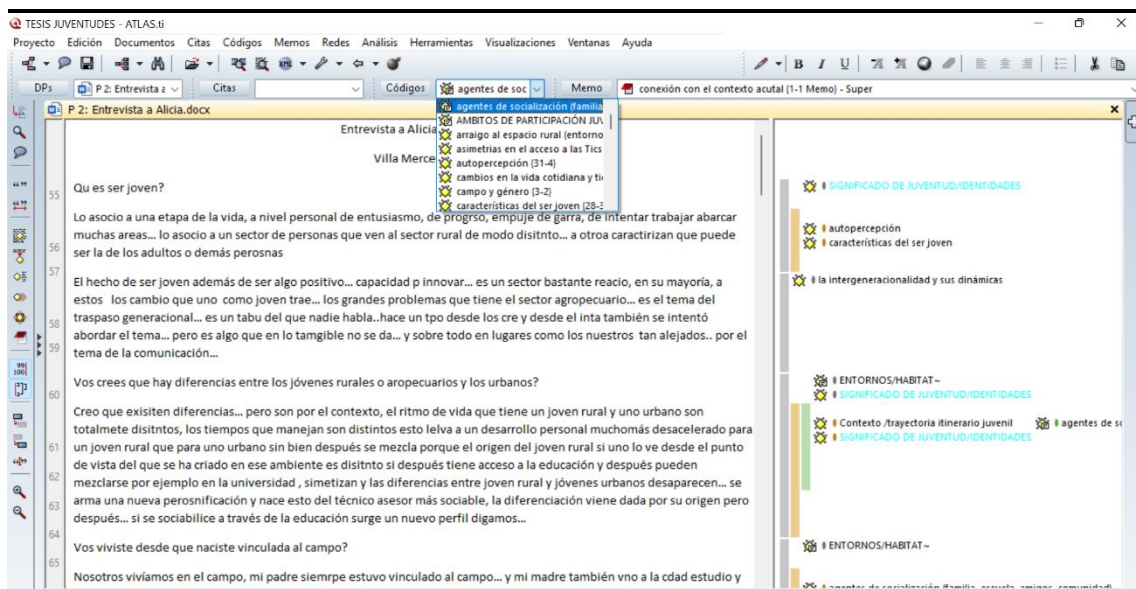 TESIS JUVENTUDES - ATLAS.ti
Proyecto Edición Documentos Citas Códigos Memos Redes Análisis Herramientas Visualizaciones Ventanas Ayuda
DPs P 2: Entrevista a Citas Códigos agentes de soc Memo conexión con el contexto acutal (1-1 Memo) - Super
P 2: Entrevista a Alicia.docx
agentes de socialización (familia
AMBITOS DE PARTICIPACIÓN JUV
arraigo al espacio rural (entorno
asimetrias en el acceso a las Tics
autopercepción (31-4)
cambios en la vida cotidiana y tie
campo y género (3-2)
características del ser joven (28-3
Entrevista a Alicia
Villa Merce
55 Qu es ser joven?
Lo asocio a una etapa de la vida, a nivel personal de entusiasmo, de progrso, empuje de garra, de intentar trabajar abarcar
muchas areas... lo asocio a un sector de personas que ven al sector rural de modo disitnto... a otroa caractirizan que puede
56 ser la de los adultos o demás perosnas
57 El hecho de ser joven además de ser algo positivo... capacidad p innovar... es un sector bastante reacio, en su mayoría, a
estos los cambio que uno como joven trae... los grandes problemas que tiene el sector agropecuario... es el tema del
58 traspaso generacional... es un tabu del que nadie habla..hace un tpo desde los cre y desde el inta también se intentó
abordar el tema... pero es algo que en lo tamgible no se da... y sobre todo en lugares como los nuestros tan alejados.. por el
59 tema de la comunicación...
60 Vos crees que hay diferencias entre los jóvenes rurales o aropecuarios y los urbanos?
Creo que exisiten diferencias... pero son por el contexto, el ritmo de vida que tiene un joven rural y uno urbano son
totalmete disitntos, los tiempos que manejan son distintos esto lelva a un desarrollo personal muchomás desacelerado para
61 un joven rural que para uno urbano sin bien después se mezcla porque el origen del joven rural si uno lo ve desde el punto
de vista del que se ha criado en ese ambiente es disitnto si después tiene acceso a la educación y después pueden
62 mezclarse por ejemplo en la universidad , simetizan y las diferencias entre joven rural y jóvenes urbanos desaparecen... se
arma una nueva perosnificación y nace esto del técnico asesor más sociable, la diferenciación viene dada por su origen pero
63 después... si se sociabilice a través de la educación surge un nuevo perfil digamos...
64 Vos viviste desde que naciste vinculada al campo?
65 Nosotros vivíamos en el campo, mi padre siemrpe estuvo vinculado al campo... y mi madre también vno a la cdad estudio y
SIGNIFICADO DE JUVENTUD/IDENTIDADES
autopercepción
características del ser joven
la intergeneracionalidad y sus dinámicas
ENTORNOS/HABITAT~
SIGNIFICADO DE JUVENTUD/IDENTIDADES
Contexto /trayectoria itinerario juvenil agentes de so
SIGNIFICADO DE JUVENTUD/IDENTIDADES
ENTORNOS/HABITAT~
agentes de socialización (familia, escuela, amigos, comunidad)